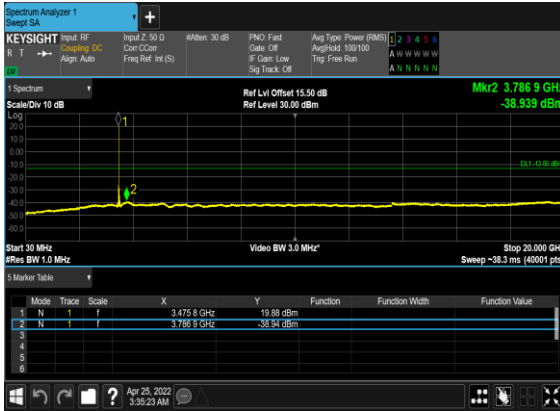 Spectrum Analyzer 1
Swept SA
+
KEYSIGHT Input: RF Input Z: 50 Ω #Atten: 30 dB PNO: Fast Avg Type: Power (RMS) 1 2 3 4 5 6
R T Coupling: DC Corr CCorr Gate: Off Avg|Hold: 100/100 A W W W W W
Align: Auto Freq Ref: Int (S) IF Gain: Low Trig: Free Run
Sig Track: Off A N N N N N
1 Spectrum Ref Lvl Offset 15.50 dB Mkr2 3.786 9 GHz
Scale/Div 10 dB Ref Level 30.00 dBm -38.939 dBm
Log
20.0
10.0
0.00
-10.0
-20.0
-30.0
-40.0
-50.0
-60.0
1
2
DL1 -13.00 dBm
Start 30 MHz Video BW 3.0 MHz* Stop 20.000 GHz
#Res BW 1.0 MHz Sweep ~38.3 ms (40001 pts)
5 Marker Table
Mode Trace Scale X Y Function Function Width Function Value
1 N 1 f 3.475 8 GHz 19.88 dBm
2 N 1 f 3.786 9 GHz -38.94 dBm
3
4
5
6
? Apr 25, 2022
3:35:23 AM